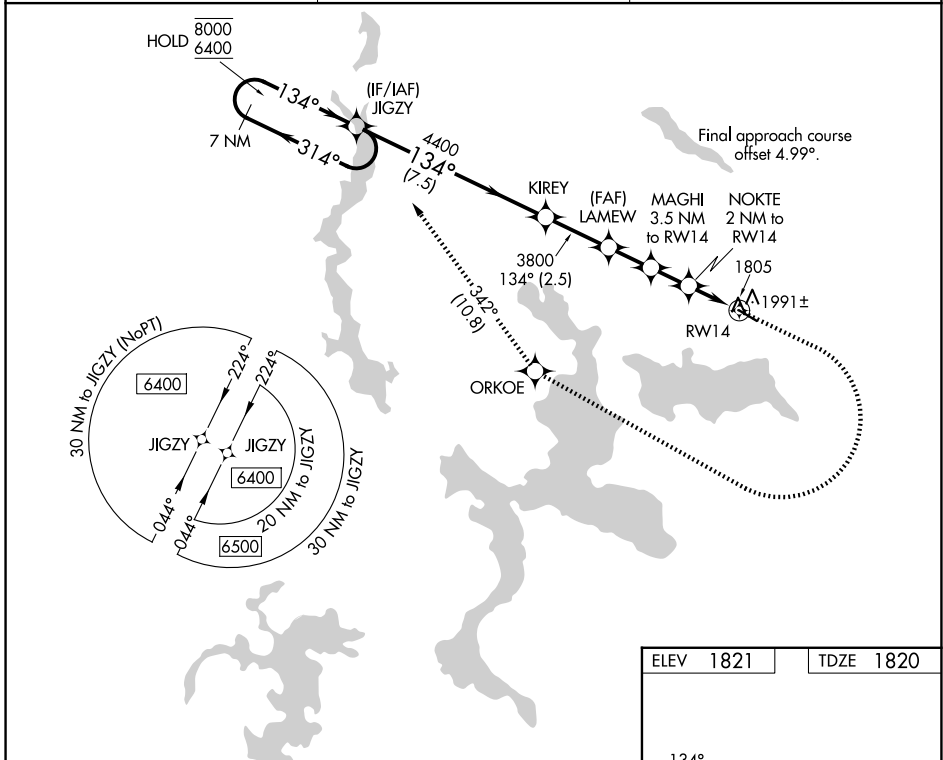 HOLD 8000
6400
134°
7 NM
314°
(IF/IAF)
JIGZY
4400
134°
(7.5)
Final approach course
offset 4.99°.
KIREY
(FAF)
LAMEW
MAGHI
3.5 NM
to RW14
NOKTE
2 NM to
RW14
3800
134° (2.5)
1805
1991±
RW14
342°
(10.8)
ORKOE
30 NM to JIGZY (NoPT)
6400
224°
224°
JIGZY
JIGZY
6400
20 NM to JIGZY
30 NM to JIGZY
044°
044°
6500
ELEV 1821
TDZE 1820
134°